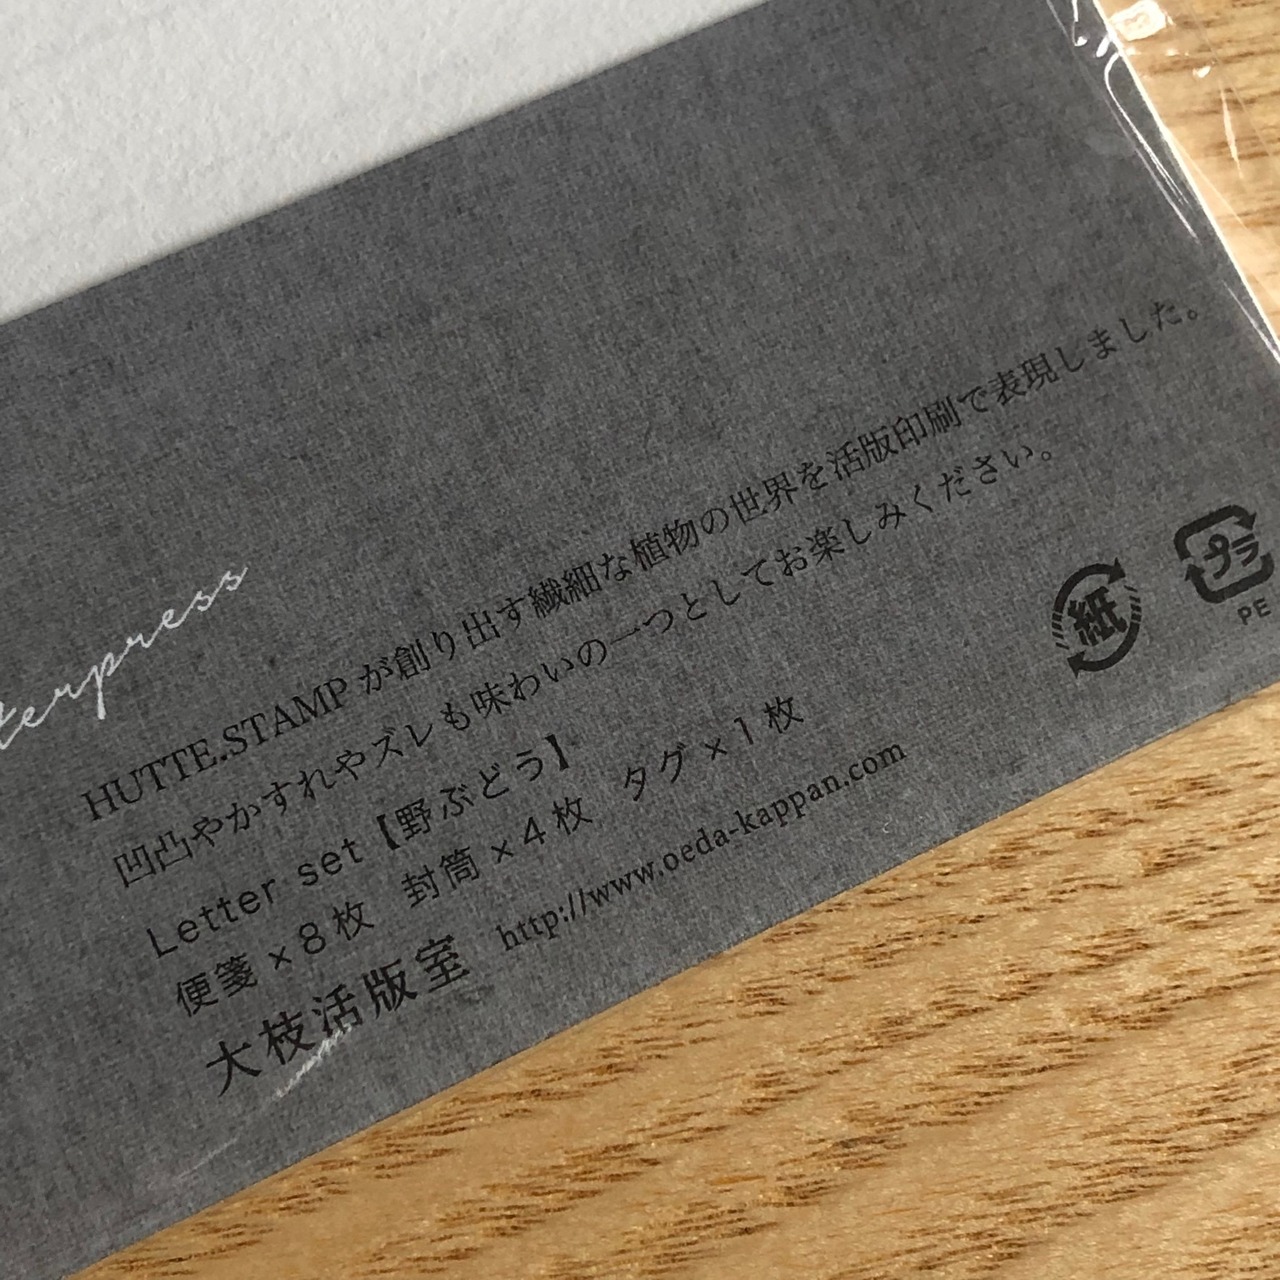 terpress
HUTTE.STAMP が創り出す繊細な植物の世界を活版印刷で表現しました。
凹凸やかすれやズレも味わいの一つとしてお楽しみください。
Letter set【野ぶどう】
便箋×8枚 封筒×4枚 タグ×1枚
大枝活版室 http://www.oeda-kappan.com
紙
プラ
PE